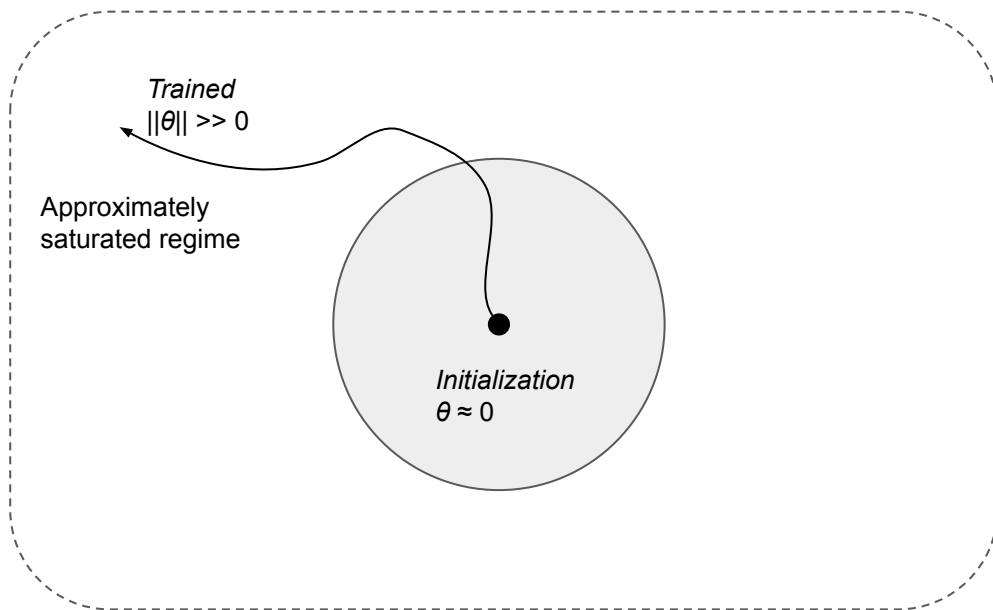 Trained
||θ|| >> 0
Approximately
saturated regime
Initialization
θ ≈ 0